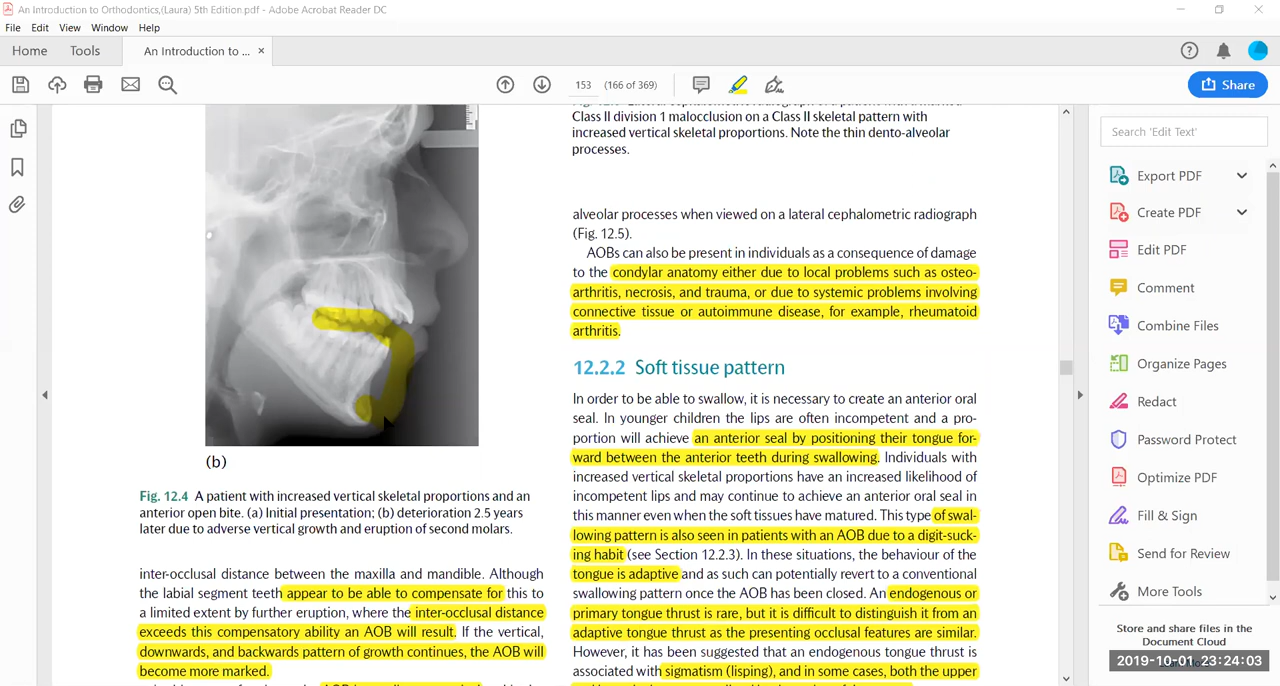 An Introduction to Orthodontics,(Laura) 5th Edition.pdf - Adobe Acrobat Reader DC
File Edit View Window Help
Home Tools An Introduction to ... ×
153 (166 of 369)
Share
(b)
Fig. 12.4 A patient with increased vertical skeletal proportions and an
anterior open bite. (a) Initial presentation; (b) deterioration 2.5 years
later due to adverse vertical growth and eruption of second molars.
inter-occlusal distance between the maxilla and mandible. Although
the labial segment teeth appear to be able to compensate for this to
a limited extent by further eruption, where the inter-occlusal distance
exceeds this compensatory ability an AOB will result. If the vertical,
downwards, and backwards pattern of growth continues, the AOB will
become more marked.
Class II division 1 malocclusion on a Class II skeletal pattern with
increased vertical skeletal proportions. Note the thin dento-alveolar
processes.
alveolar processes when viewed on a lateral cephalometric radiograph
(Fig. 12.5).
AOBs can also be present in individuals as a consequence of damage
to the condylar anatomy either due to local problems such as osteo-
arthritis, necrosis, and trauma, or due to systemic problems involving
connective tissue or autoimmune disease, for example, rheumatoid
arthritis.
12.2.2 Soft tissue pattern
In order to be able to swallow, it is necessary to create an anterior oral
seal. In younger children the lips are often incompetent and a pro-
portion will achieve an anterior seal by positioning their tongue for-
ward between the anterior teeth during swallowing. Individuals with
increased vertical skeletal proportions have an increased likelihood of
incompetent lips and may continue to achieve an anterior oral seal in
this manner even when the soft tissues have matured. This type of swal-
lowing pattern is also seen in patients with an AOB due to a digit-suck-
ing habit (see Section 12.2.3). In these situations, the behaviour of the
tongue is adaptive and as such can potentially revert to a conventional
swallowing pattern once the AOB has been closed. An endogenous or
primary tongue thrust is rare, but it is difficult to distinguish it from an
adaptive tongue thrust as the presenting occlusal features are similar.
However, it has been suggested that an endogenous tongue thrust is
associated with sigmatism (lisping), and in some cases, both the upper
Search 'Edit Text'
Export PDF
Create PDF
Edit PDF
Comment
Combine Files
Organize Pages
Redact
Password Protect
Optimize PDF
Fill & Sign
Send for Review
More Tools
Store and share files in the
Document Cloud
2019-10-01 23:24:03